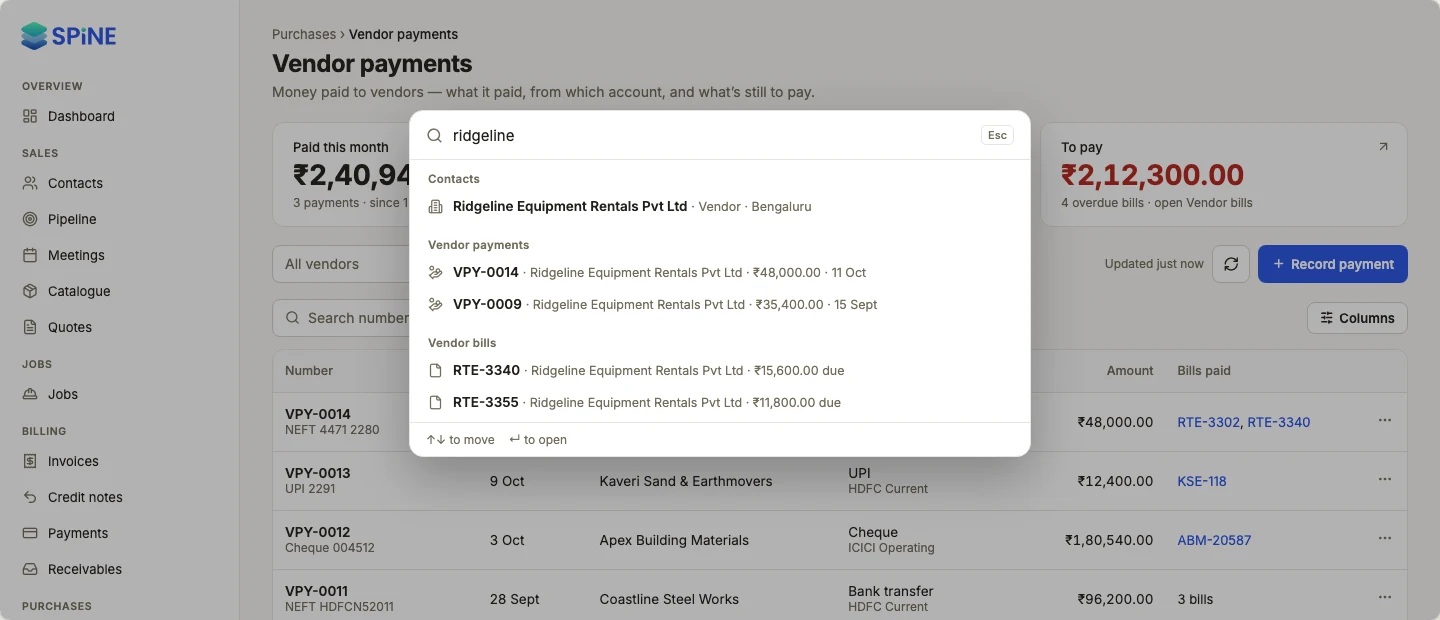 SPiNE
OVERVIEW
Dashboard
SALES
Contacts
Pipeline
Meetings
Catalogue
Quotes
JOBS
Jobs
BILLING
Invoices
Credit notes
Payments
Receivables
PURCHASES
Purchases › Vendor payments
Vendor payments
Money paid to vendors — what it paid, from which account, and what's still to pay.
Paid this month
₹2,40,94
3 payments · since 1
To pay
₹2,12,300.00
4 overdue bills · open Vendor bills
ridgeline
Esc
Contacts
Ridgeline Equipment Rentals Pvt Ltd · Vendor · Bengaluru
Vendor payments
VPY-0014 · Ridgeline Equipment Rentals Pvt Ltd · ₹48,000.00 · 11 Oct
VPY-0009 · Ridgeline Equipment Rentals Pvt Ltd · ₹35,400.00 · 15 Sept
Vendor bills
RTE-3340 · Ridgeline Equipment Rentals Pvt Ltd · ₹15,600.00 due
RTE-3355 · Ridgeline Equipment Rentals Pvt Ltd · ₹11,800.00 due
↑↓ to move ↵ to open
All vendors
Updated just now
+ Record payment
Search number
Columns
Number Amount Bills paid
VPY-0014
NEFT 4471 2280
₹48,000.00
RTE-3302, RTE-3340
VPY-0013
UPI 2291
9 Oct
Kaveri Sand & Earthmovers
UPI
HDFC Current
₹12,400.00
KSE-118
VPY-0012
Cheque 004512
3 Oct
Apex Building Materials
Cheque
ICICI Operating
₹1,80,540.00
ABM-20587
VPY-0011
NEFT HDFCN52011
28 Sept
Coastline Steel Works
Bank transfer
HDFC Current
₹96,200.00
3 bills